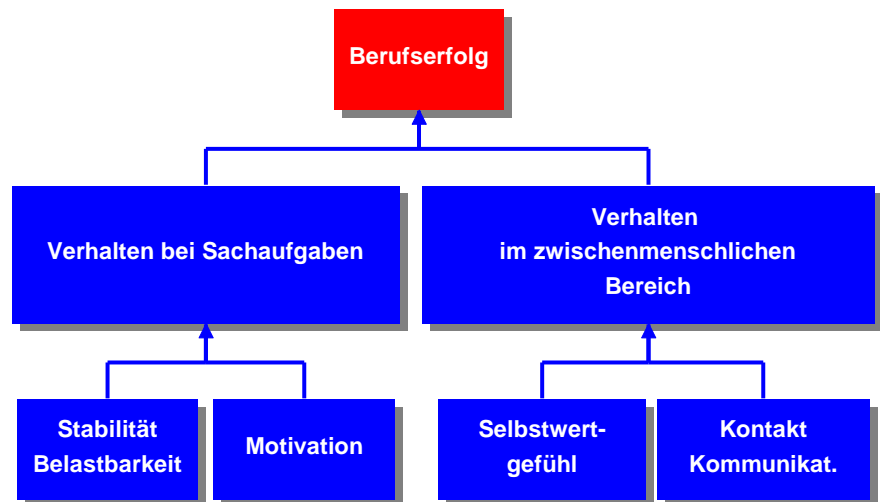 Berufserfolg
Verhalten bei Sachaufgaben
Verhalten
im zwischenmenschlichen
Bereich
Stabilität
Belastbarkeit
Motivation
Selbstwert-
gefühl
Kontakt
Kommunikat.